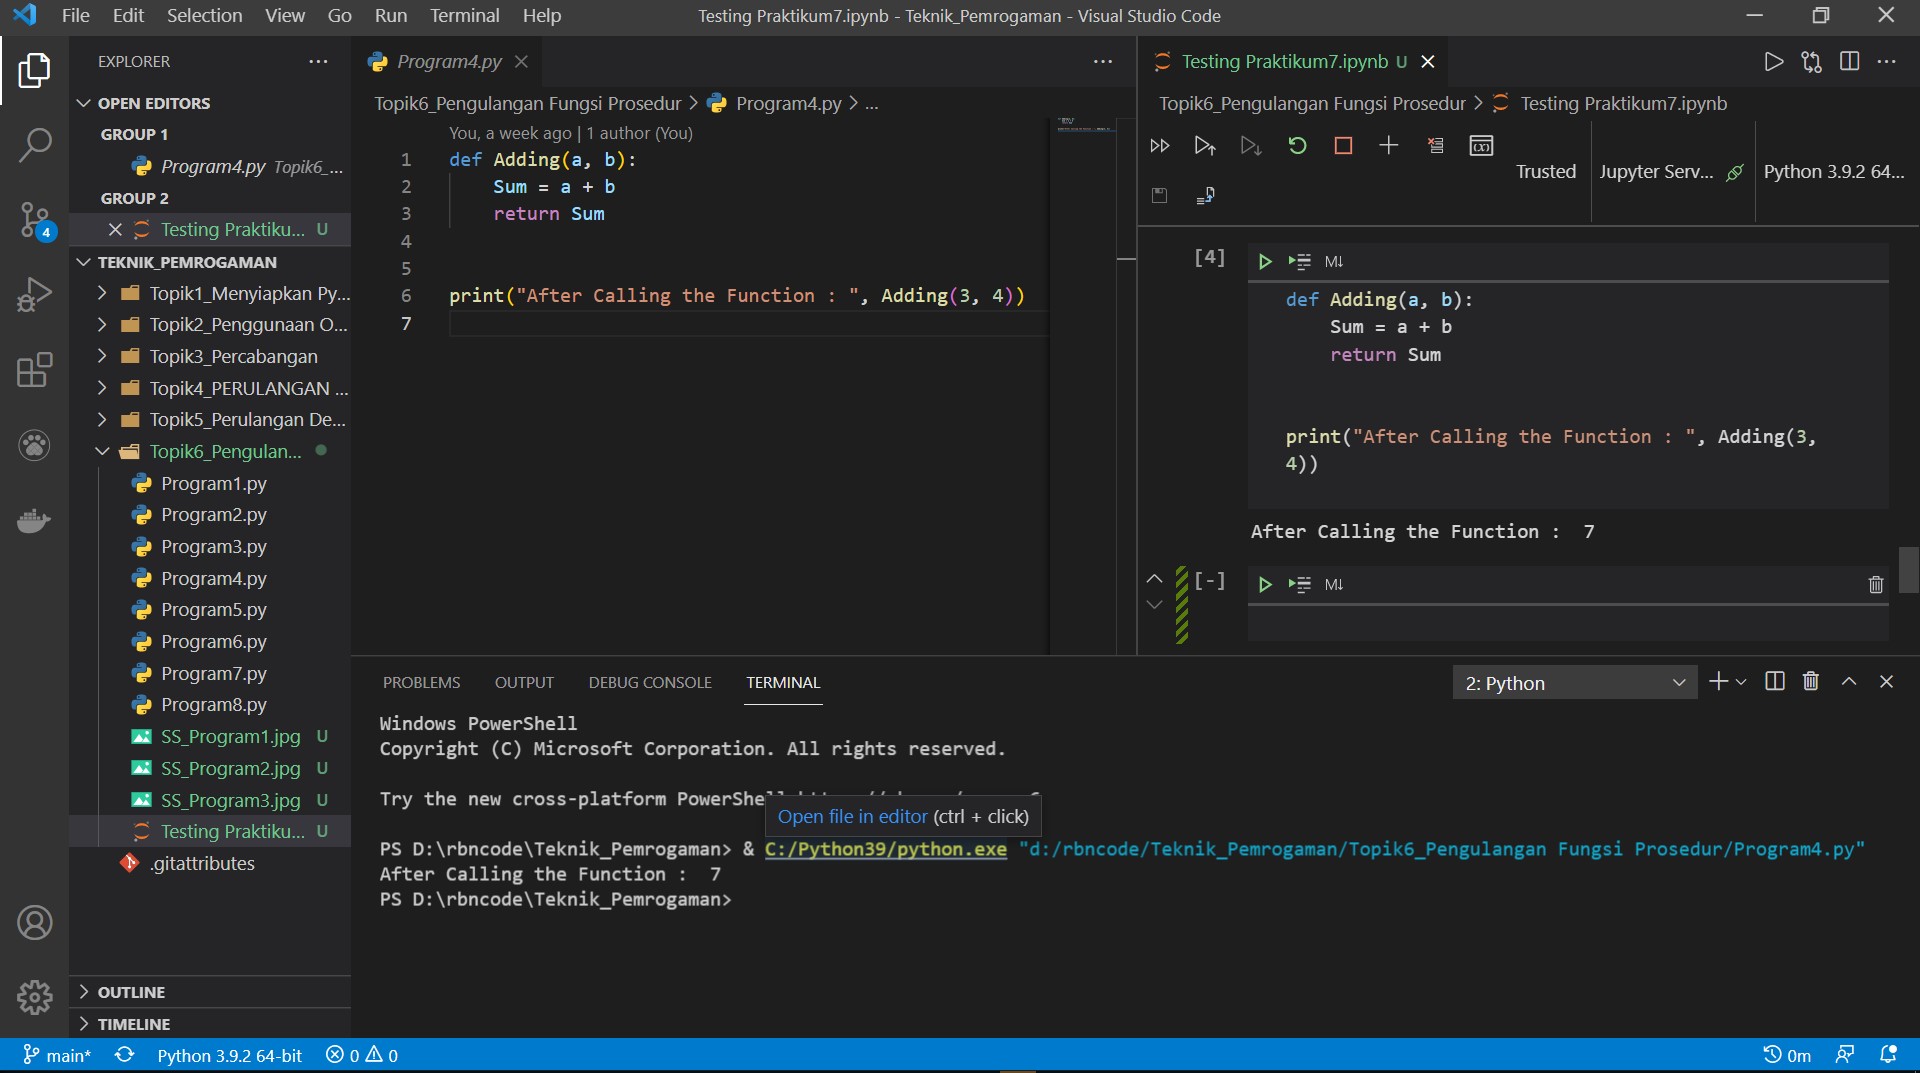 File Edit Selection View Go Run Terminal Help
Testing Praktikum7.ipynb - Teknik_Pemrogaman - Visual Studio Code
EXPLORER
OPEN EDITORS
GROUP 1
Program4.py Topik6_...
GROUP 2
Testing Praktiku... U
TEKNIK_PEMROGAMAN
Topik1_Menyiapkan Py...
Topik2_Penggunaan O...
Topik3_Percabangan
Topik4_PERULANGAN ...
Topik5_Perulangan De...
Topik6_Pengulan...
Program1.py
Program2.py
Program3.py
Program4.py
Program5.py
Program6.py
Program7.py
Program8.py
SS_Program1.jpg U
SS_Program2.jpg U
SS_Program3.jpg U
Testing Praktiku... U
.gitattributes
OUTLINE
TIMELINE
4
Program4.py
Topik6_Pengulangan Fungsi Prosedur > Program4.py > ...
You, a week ago | 1 author (You)
1 def Adding(a, b):
2     Sum = a + b
3     return Sum
4
5
6 print("After Calling the Function : ", Adding(3, 4))
7
Testing Praktikum7.ipynb U
Topik6_Pengulangan Fungsi Prosedur > Testing Praktikum7.ipynb
Trusted
Jupyter Serv...
Python 3.9.2 64...
[4]
M↓
def Adding(a, b):
    Sum = a + b
    return Sum
print("After Calling the Function : ", Adding(3,
4))
After Calling the Function :  7
[-]
M↓
PROBLEMS OUTPUT DEBUG CONSOLE TERMINAL
2: Python
Windows PowerShell
Copyright (C) Microsoft Corporation. All rights reserved.
Try the new cross-platform PowerShell
Open file in editor (ctrl + click)
PS D:\rbncode\Teknik_Pemrogaman> & C:/Python39/python.exe "d:/rbncode/Teknik_Pemrogaman/Topik6_Pengulangan Fungsi Prosedur/Program4.py"
After Calling the Function :  7
PS D:\rbncode\Teknik_Pemrogaman>
main* Python 3.9.2 64-bit 0 0
0m